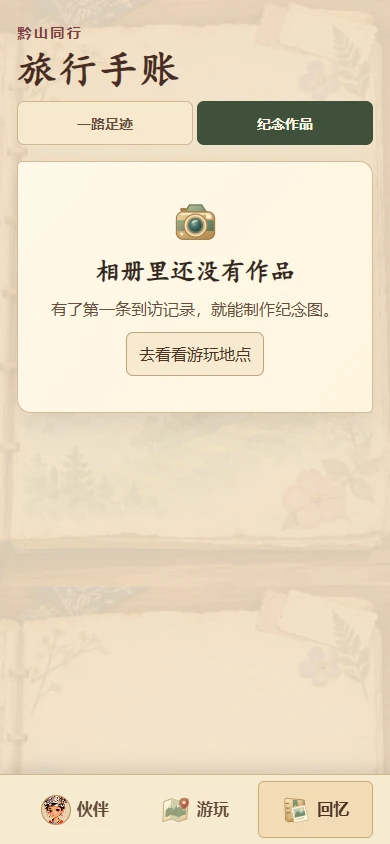 黔山同行
旅行手账
一路足迹
纪念作品
相册里还没有作品
有了第一条到访记录，就能制作纪念图。
去看看游玩地点
伙伴
游玩
回忆